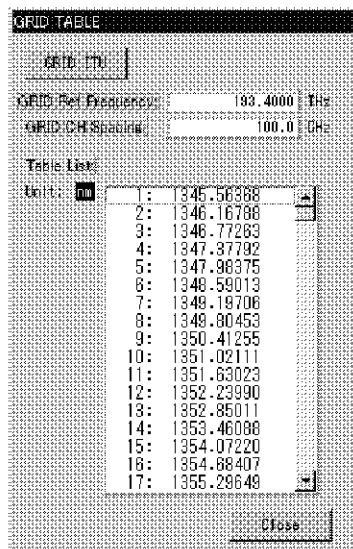 GRID TABLE
GRID ITU
GRID Ref Frequency: 193.4000 THz
GRID CH Spacing: 100.0 GHz
Table List:
Unit: nm
1: 1345.56368
2: 1346.16788
3: 1346.77263
4: 1347.37792
5: 1347.98375
6: 1348.59013
7: 1349.19706
8: 1349.80453
9: 1350.41255
10: 1351.02111
11: 1351.63023
12: 1352.23990
13: 1352.85011
14: 1353.46088
15: 1354.07220
16: 1354.68407
17: 1355.29649
Close